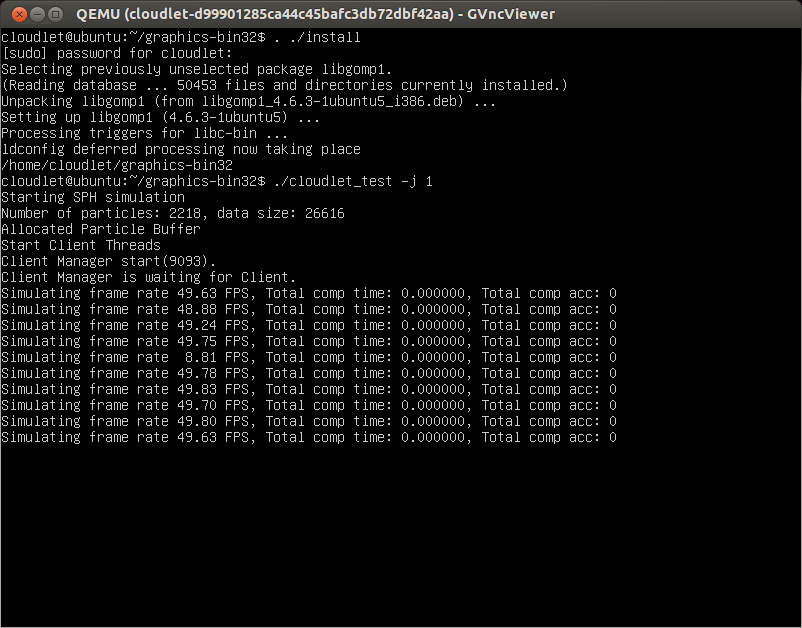 QEMU (cloudlet-d99901285ca44c45bafc3db72dbf42aa) - GVncViewer
cloudlet@ubuntu:~/graphics-bin32$ . ./install
[sudo] password for cloudlet:
Selecting previously unselected package libgomp1.
(Reading database ... 50453 files and directories currently installed.)
Unpacking libgomp1 (from libgomp1_4.6.3-1ubuntu5_i386.deb) ...
Setting up libgomp1 (4.6.3-1ubuntu5) ...
Processing triggers for libc-bin ...
ldconfig deferred processing now taking place
/home/cloudlet/graphics-bin32
cloudlet@ubuntu:~/graphics-bin32$ ./cloudlet_test -j 1
Starting SPH simulation
Number of particles: 2218, data size: 26616
Allocated Particle Buffer
Start Client Threads
Client Manager start(9093).
Client Manager is waiting for Client.
Simulating frame rate 49.63 FPS, Total comp time: 0.000000, Total comp acc: 0
Simulating frame rate 48.88 FPS, Total comp time: 0.000000, Total comp acc: 0
Simulating frame rate 49.24 FPS, Total comp time: 0.000000, Total comp acc: 0
Simulating frame rate 49.75 FPS, Total comp time: 0.000000, Total comp acc: 0
Simulating frame rate  8.81 FPS, Total comp time: 0.000000, Total comp acc: 0
Simulating frame rate 49.78 FPS, Total comp time: 0.000000, Total comp acc: 0
Simulating frame rate 49.83 FPS, Total comp time: 0.000000, Total comp acc: 0
Simulating frame rate 49.70 FPS, Total comp time: 0.000000, Total comp acc: 0
Simulating frame rate 49.80 FPS, Total comp time: 0.000000, Total comp acc: 0
Simulating frame rate 49.63 FPS, Total comp time: 0.000000, Total comp acc: 0